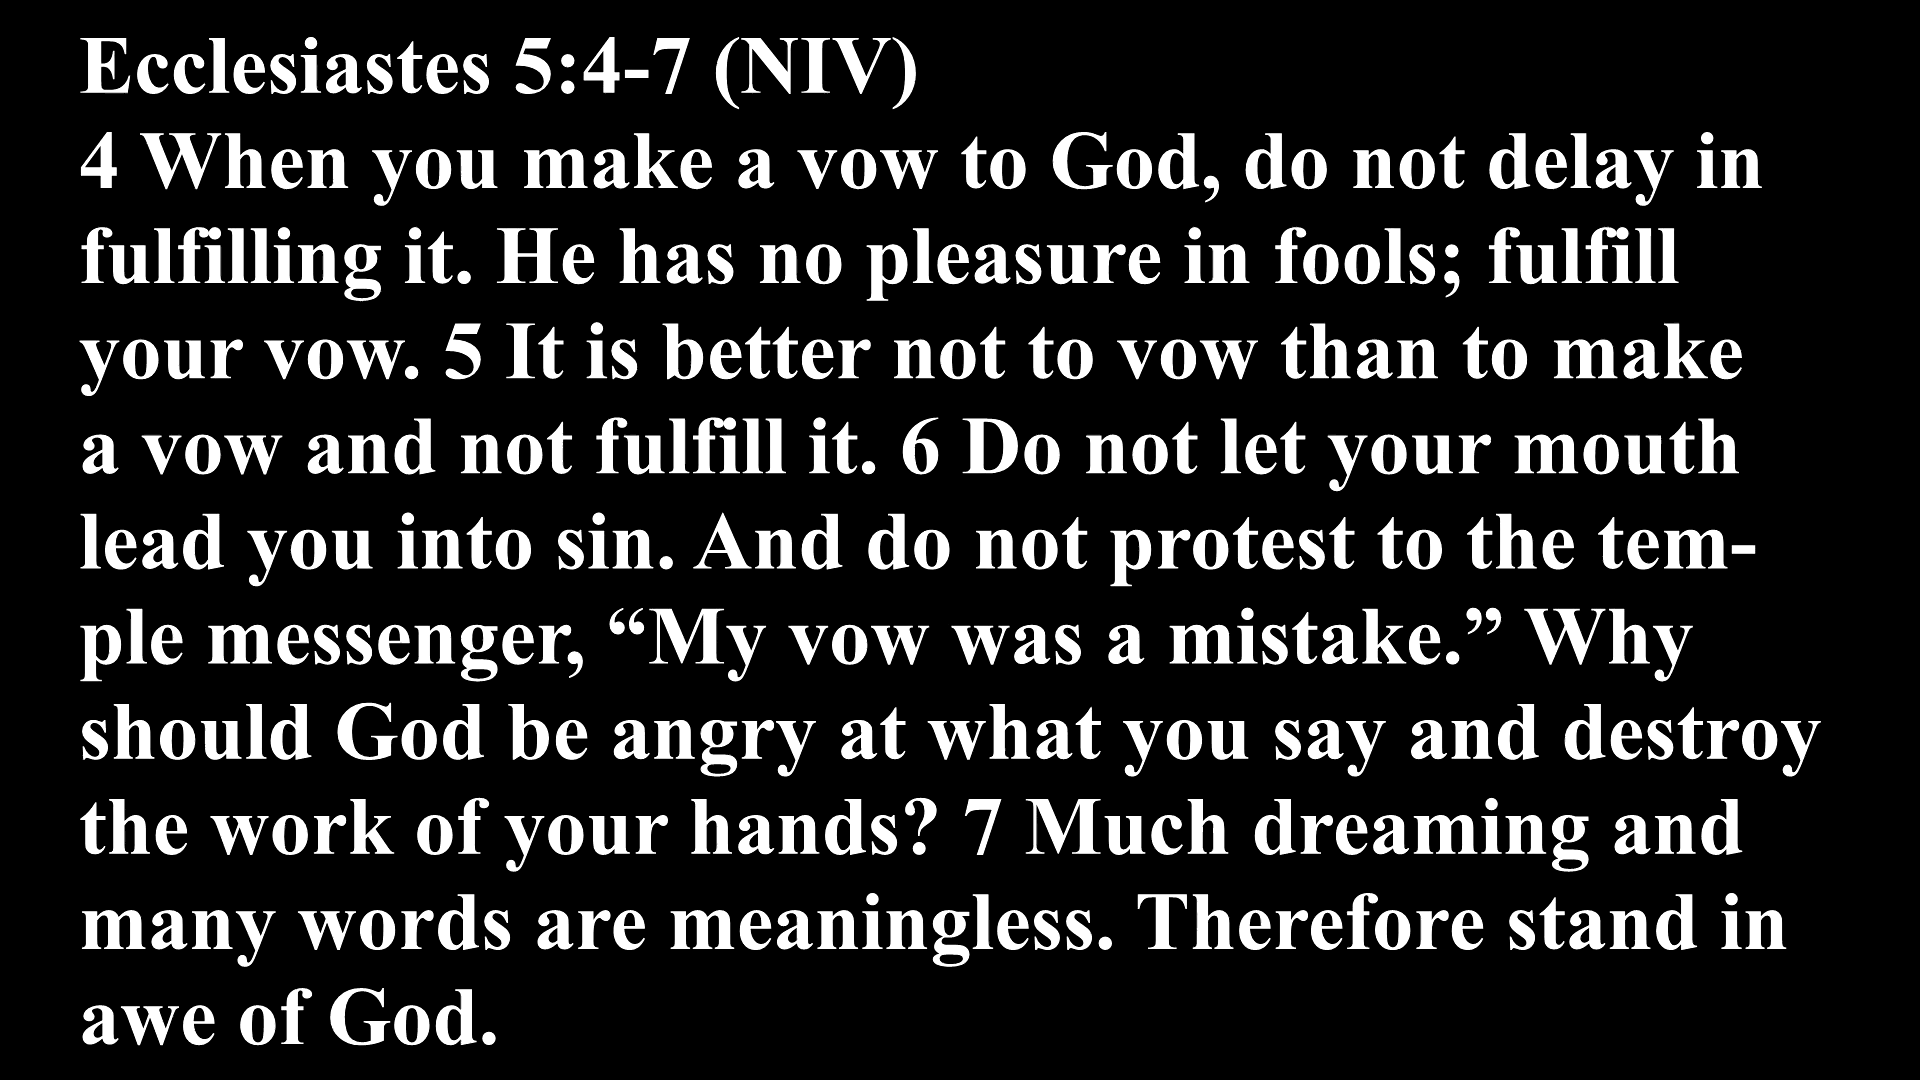 Ecclesiastes 5:4-7 (NIV)
4 When you make a vow to God, do not delay in
fulfilling it. He has no pleasure in fools; fulfill
your vow. 5 It is better not to vow than to make
a vow and not fulfill it. 6 Do not let your mouth
lead you into sin. And do not protest to the tem-
ple messenger, “My vow was a mistake.” Why
should God be angry at what you say and destroy
the work of your hands? 7 Much dreaming and
many words are meaningless. Therefore stand in
awe of God.